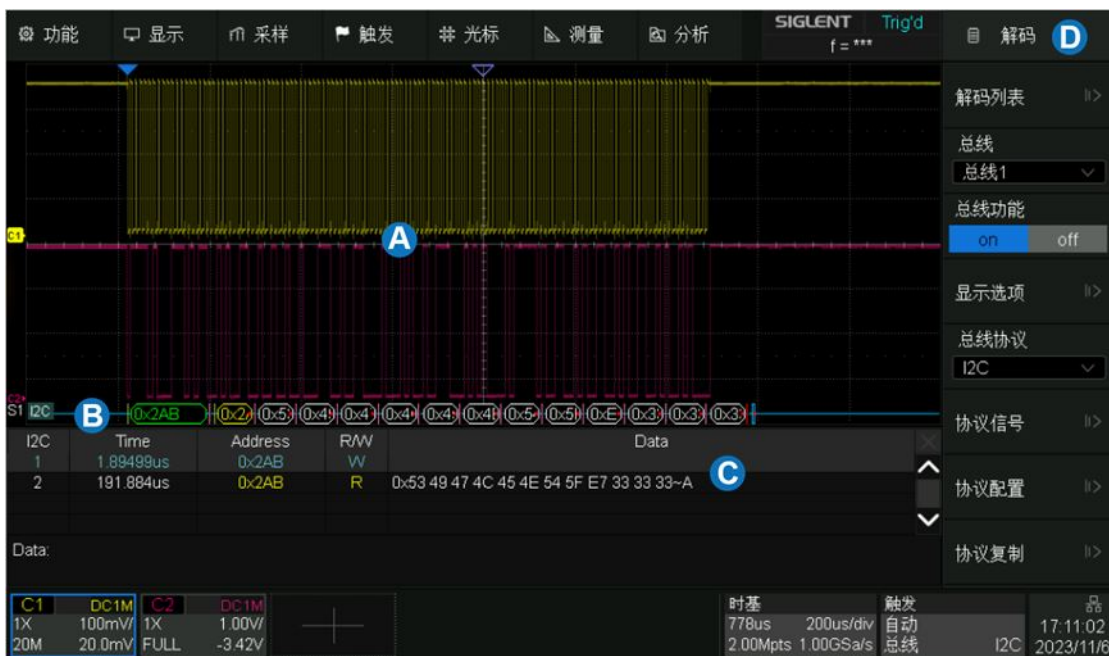 功能 显示 采样 触发 光标 测量 分析 SIGLENT Trig'd 解码 D
f = ***
解码列表
总线
总线1
总线功能
on off
显示选项
总线协议
I2C
协议信号
协议配置
协议复制
C1
A
C2
S1 I2C B 0x2AB 0x2 0x5 0x4 0x4 0x4 0x4 0x4 0x5 0x5 0xE 0x3 0x3 0x3
I2C Time Address R/W Data
1 1.89499us 0x2AB W
2 191.884us 0x2AB R 0x53 49 47 4C 45 4E 54 5F E7 33 33 33~A C
Data:
C1 DC1M C2 DC1M
1X 100mV/ 1X 1.00V/
20M 20.0mV FULL -3.42V
时基 触发
778us 200us/div 自动
2.00Mpts 1.00GSa/s 总线 I2C
17:11:02
2023/11/6